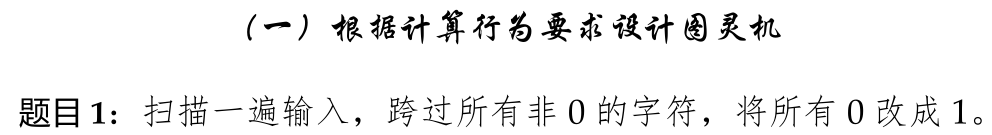 （一）根据计算行为要求设计图灵机
题目 1：扫描一遍输入，跨过所有非 0 的字符，将所有 0 改成 1。